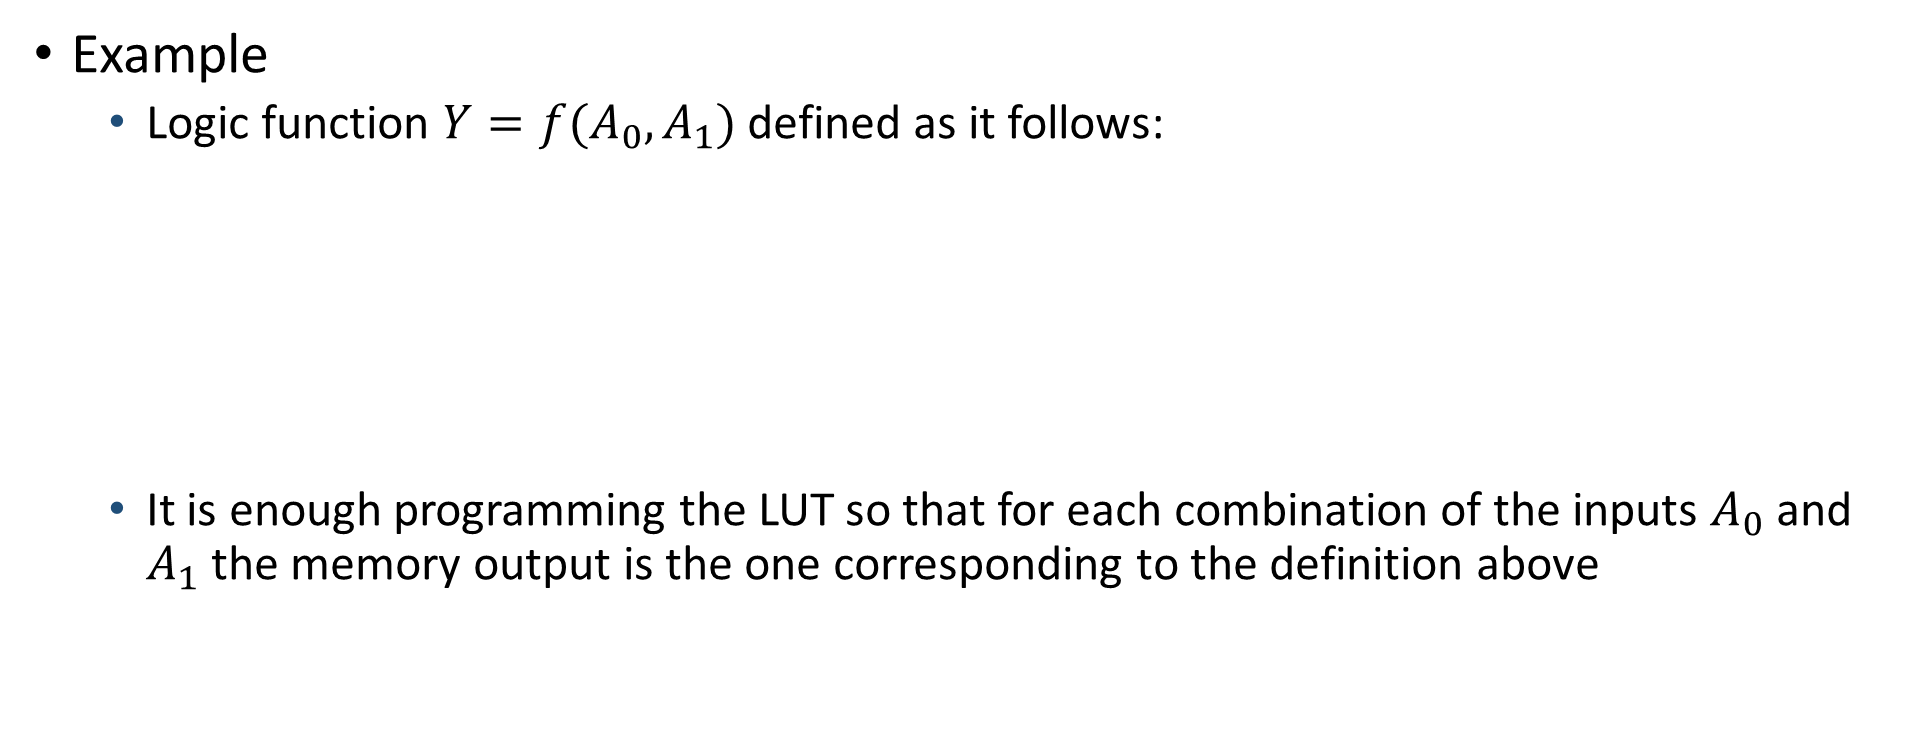 • Example
• Logic function Y = f(A₀, A₁) defined as it follows:
• It is enough programming the LUT so that for each combination of the inputs A₀ and
A₁ the memory output is the one corresponding to the definition above